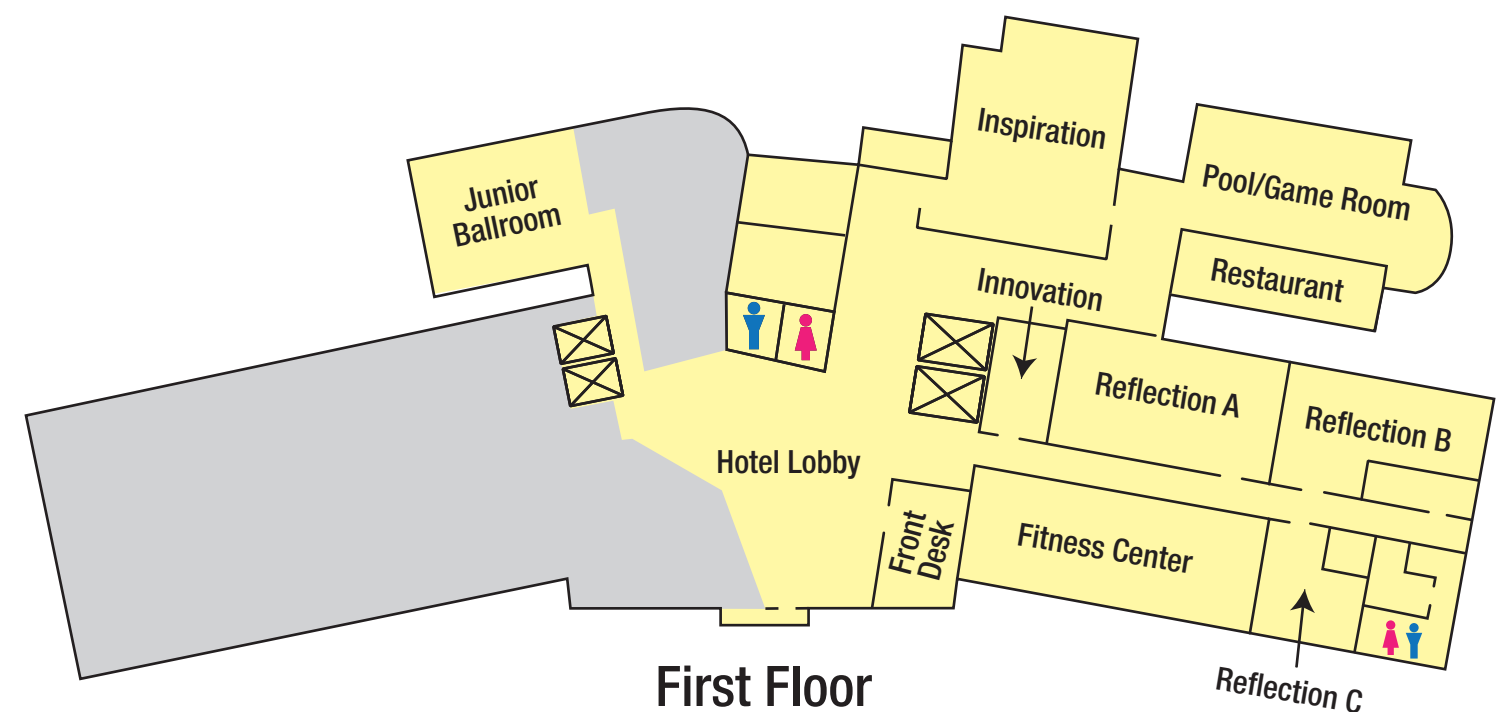 Inspiration
Pool/Game Room
Junior
Ballroom
Restaurant
Innovation
Reflection A
Reflection B
Hotel Lobby
Front
Desk
Fitness Center
Reflection C
First Floor